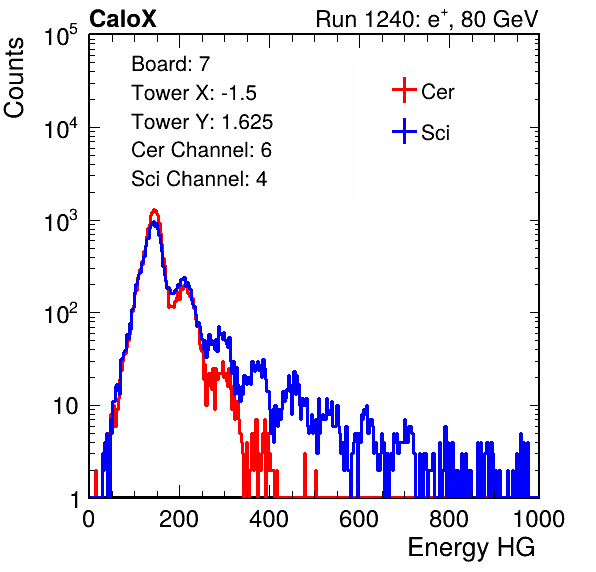 CaloX Run 1240: e⁺, 80 GeV
Counts
Board: 7
Tower X: -1.5
Tower Y: 1.625
Cer Channel: 6
Sci Channel: 4
Cer
Sci
10⁵
10⁴
10³
10²
10
1
0 200 400 600 800 1000
Energy HG